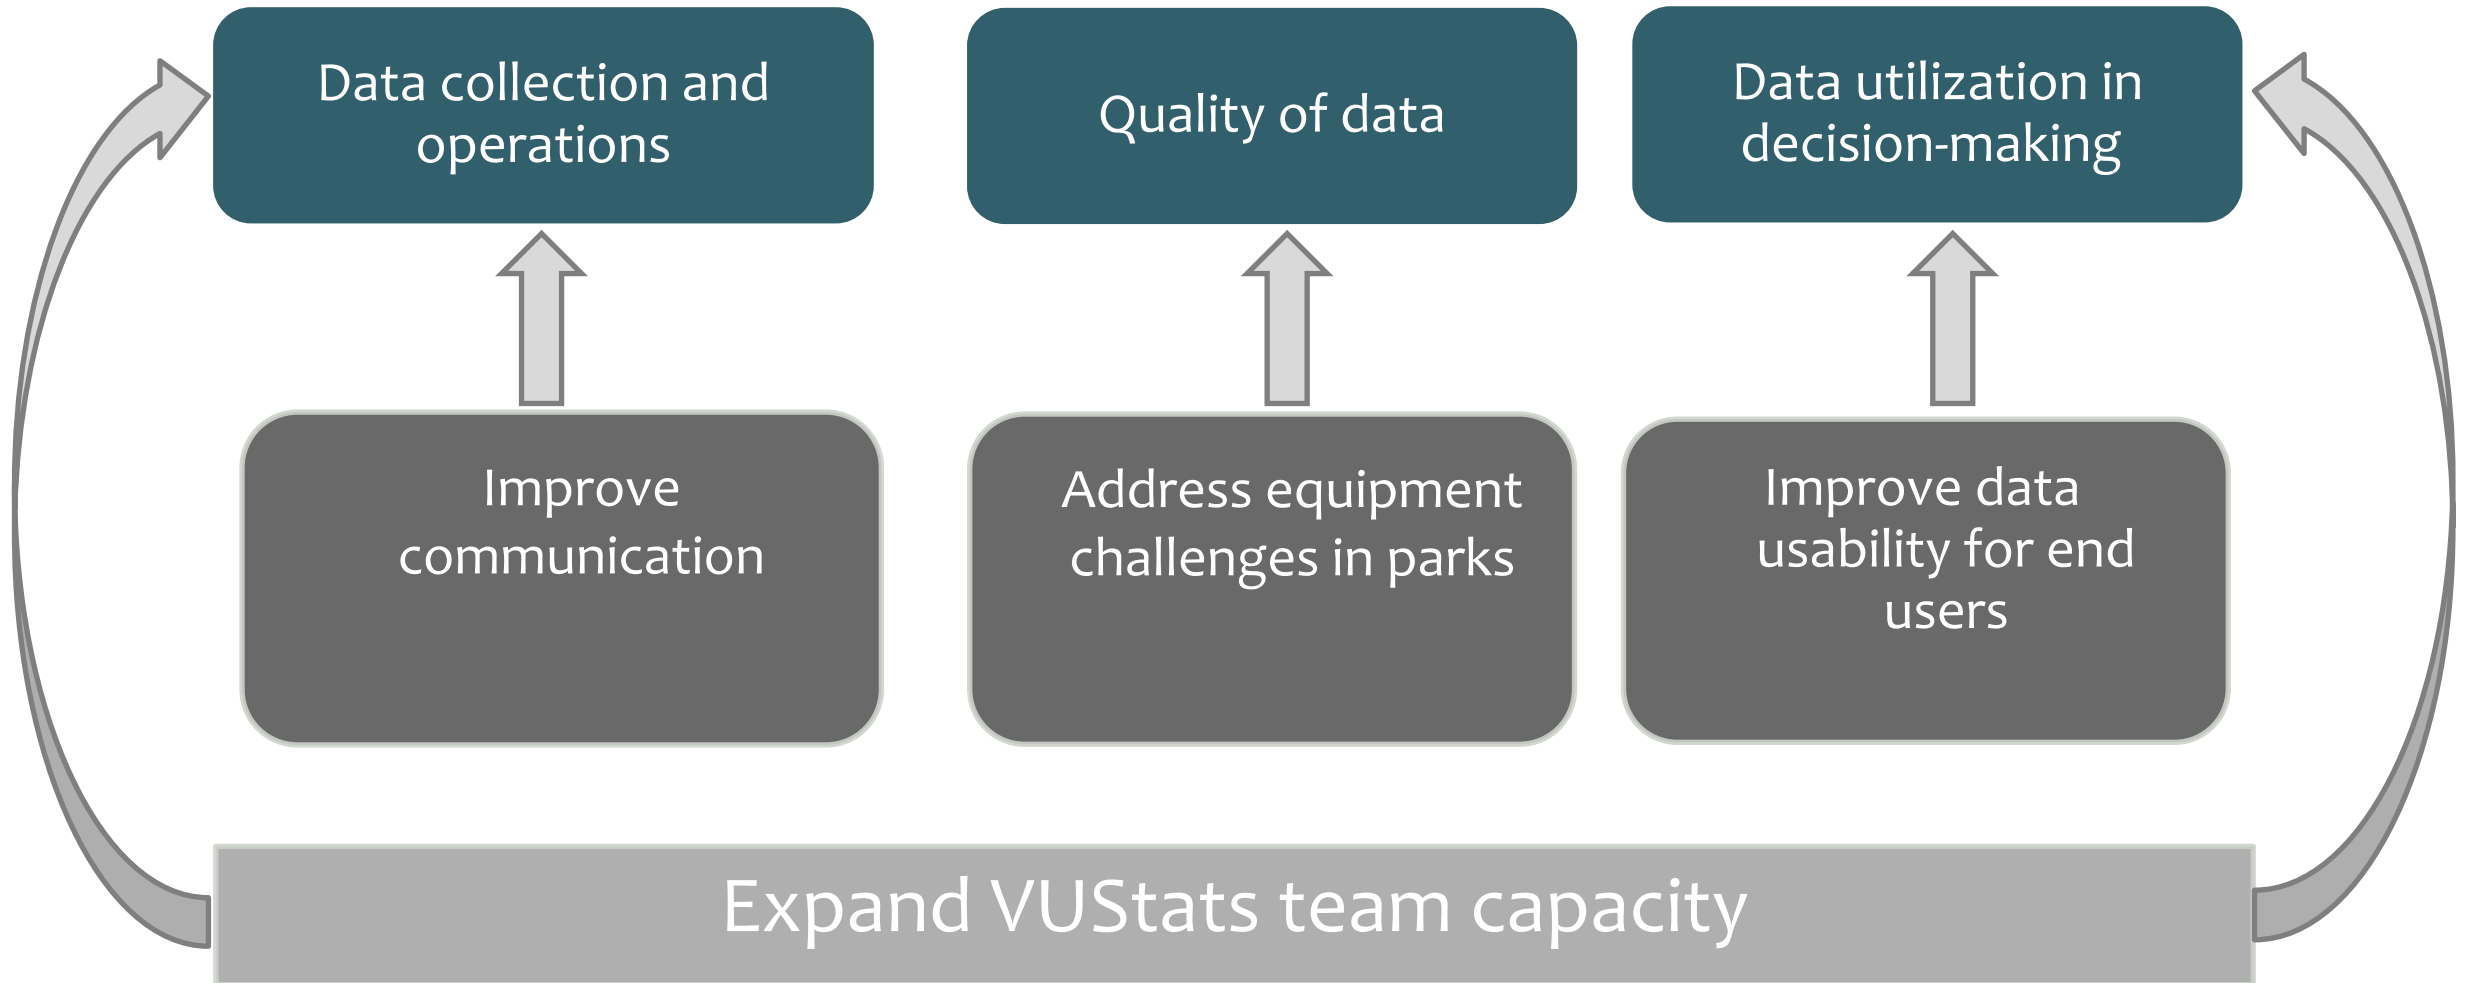 Data collection and
operations
Quality of data
Data utilization in
decision-making
Improve
communication
Address equipment
challenges in parks
Improve data
usability for end
users
Expand VUStats team capacity